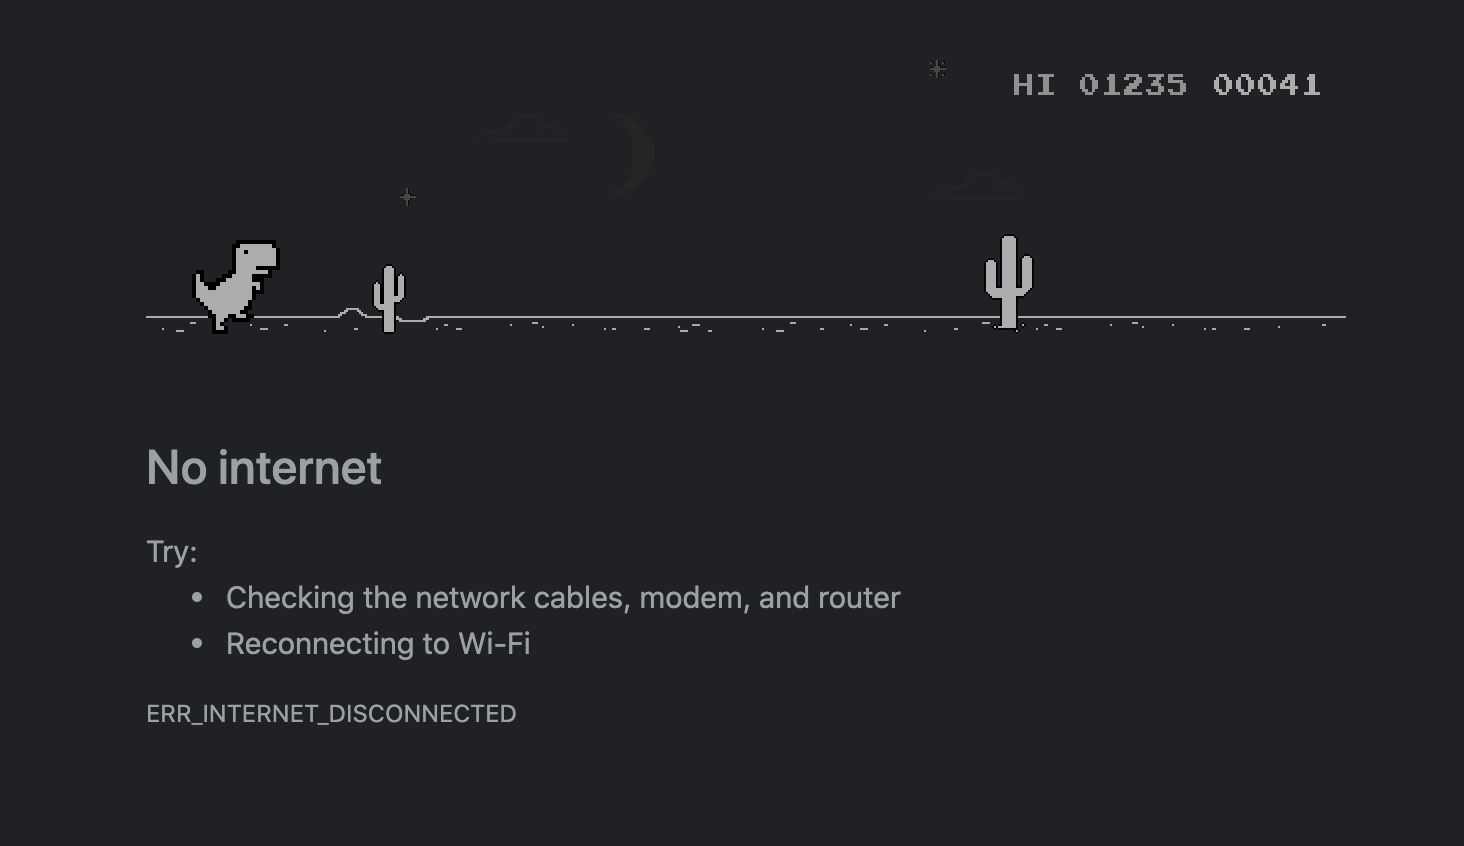 HI 01235 00041
No internet
Try:
• Checking the network cables, modem, and router
• Reconnecting to Wi-Fi
ERR_INTERNET_DISCONNECTED